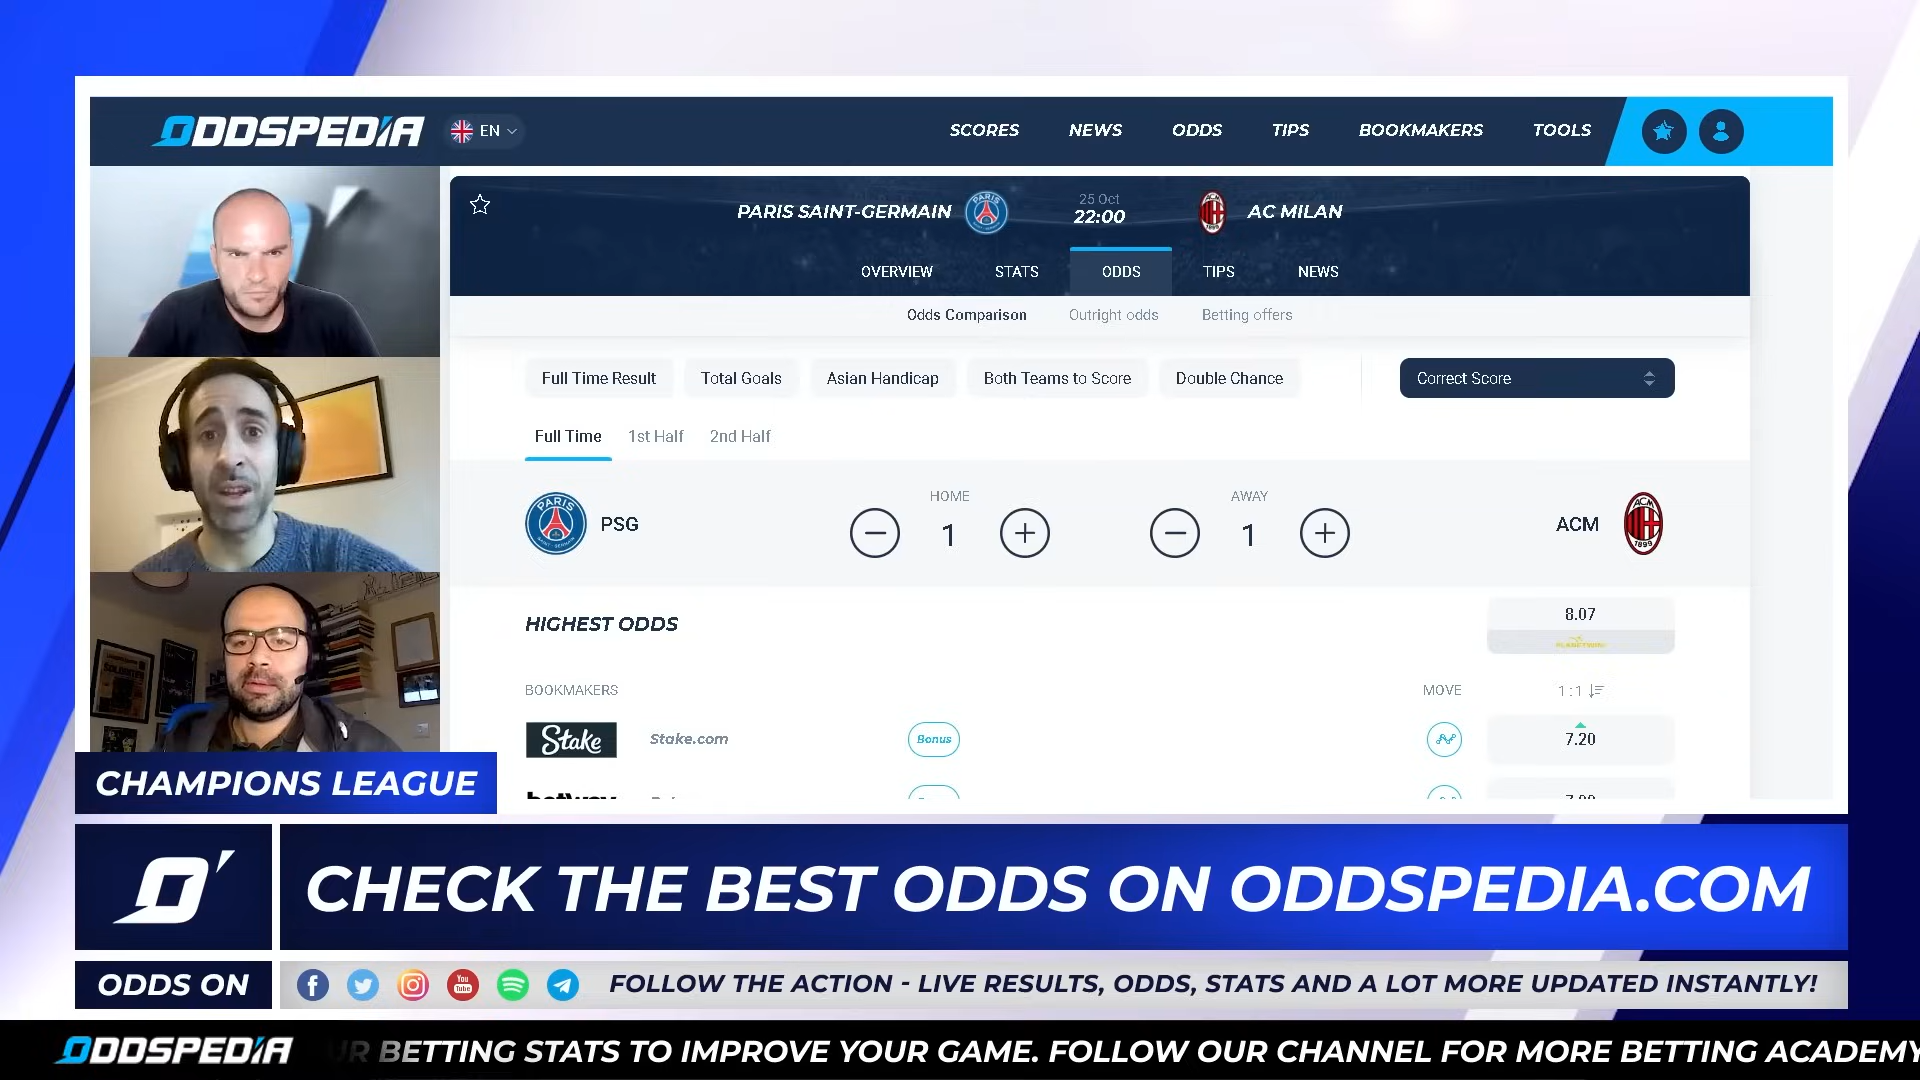 ODDSPEDIA EN SCORES NEWS ODDS TIPS BOOKMAKERS TOOLS
PARIS SAINT-GERMAIN 25 Oct AC MILAN
22:00
OVERVIEW STATS ODDS TIPS NEWS
Odds Comparison Outright odds Betting offers
Full Time Result Total Goals Asian Handicap Both Teams to Score Double Chance Correct Score
Full Time 1st Half 2nd Half
HOME AWAY
PSG 1 1 ACM
HIGHEST ODDS 8.07
BOOKMAKERS MOVE 1 : 1
Stake Stake.com Bonus 7.20
CHAMPIONS LEAGUE
CHECK THE BEST ODDS ON ODDSPEDIA.COM
ODDS ON FOLLOW THE ACTION - LIVE RESULTS, ODDS, STATS AND A LOT MORE UPDATED INSTANTLY!
ODDSPEDIA UR BETTING STATS TO IMPROVE YOUR GAME. FOLLOW OUR CHANNEL FOR MORE BETTING ACADEMY